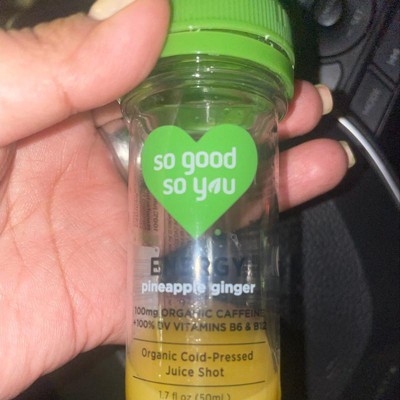 so good
so you
ENERGY
pineapple ginger
100mg ORGANIC CAFFEINE
+100% DV VITAMINS B6 & B12
Organic Cold-Pressed
Juice Shot
1.7 fl oz (50mL)